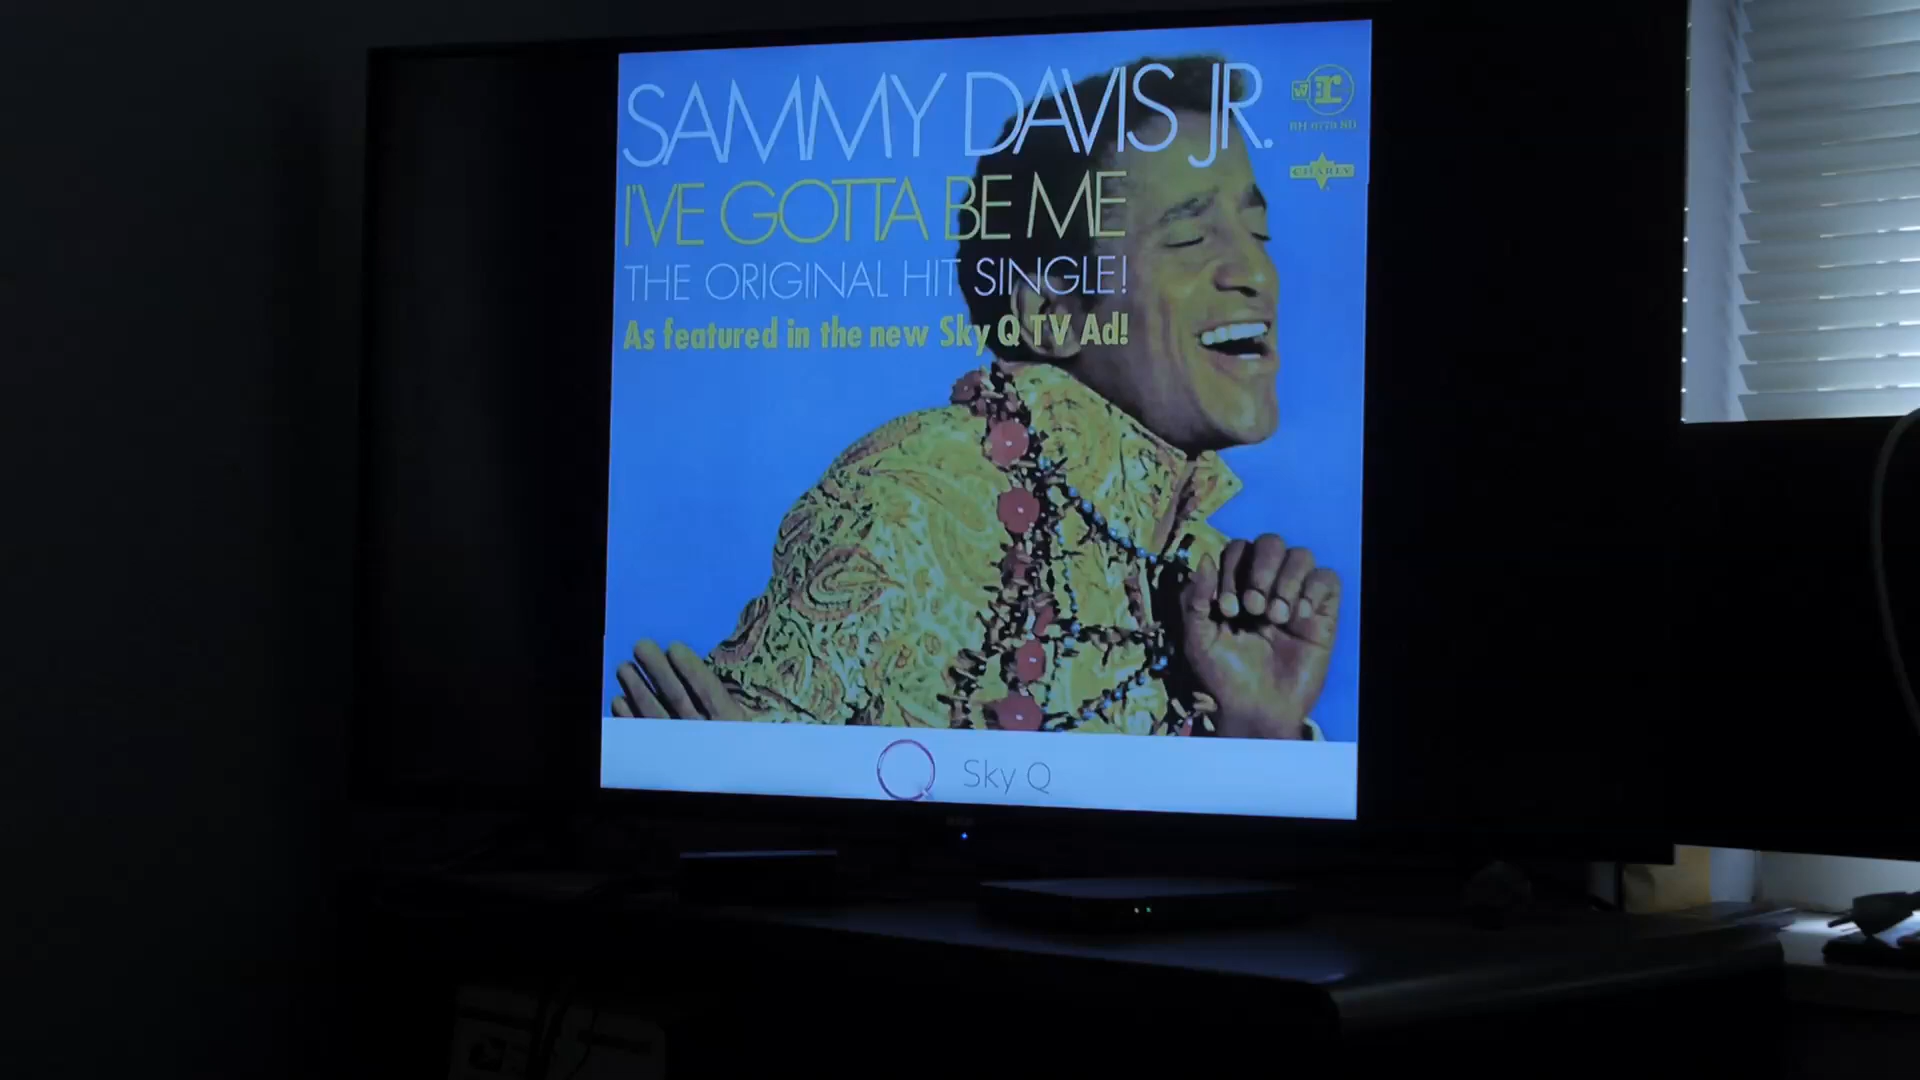 SAMMY DAVIS JR.
I'VE GOTTA BE ME
THE ORIGINAL HIT SINGLE!
As featured in the new Sky Q TV Ad!
W
r
CHARLY
Sky Q